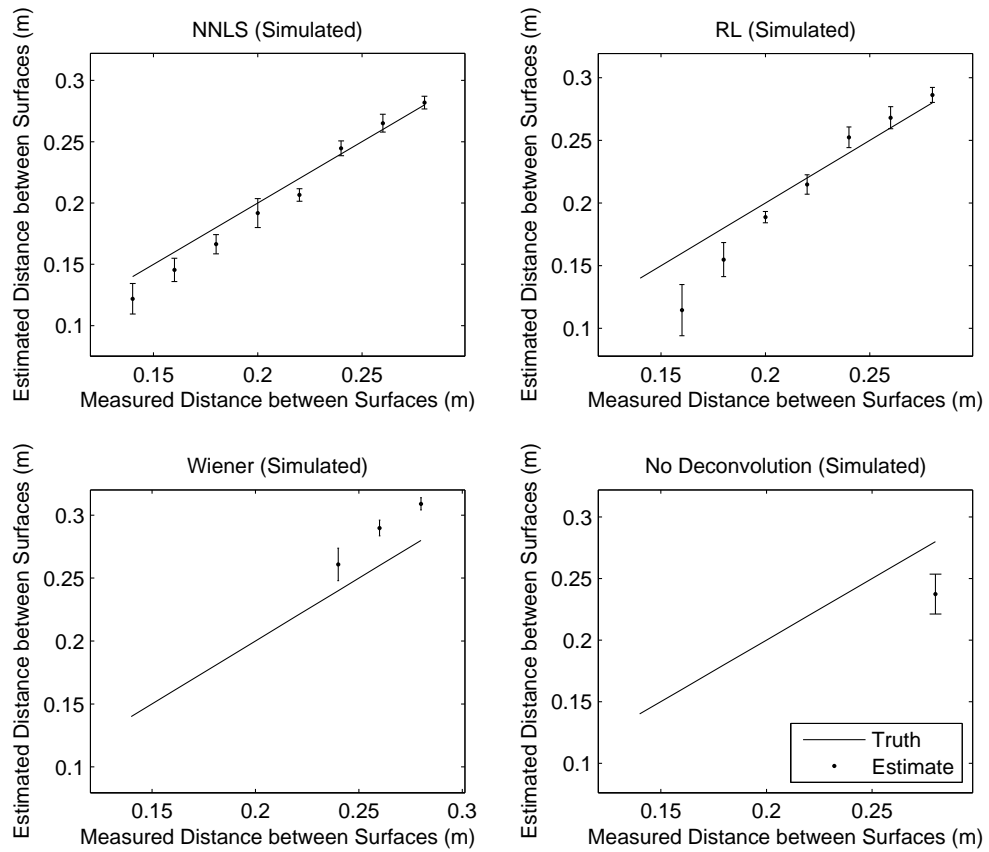 NNLS (Simulated)
Estimated Distance between Surfaces (m)
0.3
0.25
0.2
0.15
0.1
0.15
0.2
0.25
Measured Distance between Surfaces (m)
RL (Simulated)
Estimated Distance between Surfaces (m)
0.3
0.25
0.2
0.15
0.1
0.15
0.2
0.25
Measured Distance between Surfaces (m)
Wiener (Simulated)
Estimated Distance between Surfaces (m)
0.3
0.25
0.2
0.15
0.1
0.15
0.2
0.25
0.3
Measured Distance between Surfaces (m)
No Deconvolution (Simulated)
Estimated Distance between Surfaces (m)
0.3
0.25
0.2
0.15
0.1
Truth
Estimate
0.15
0.2
0.25
Measured Distance between Surfaces (m)